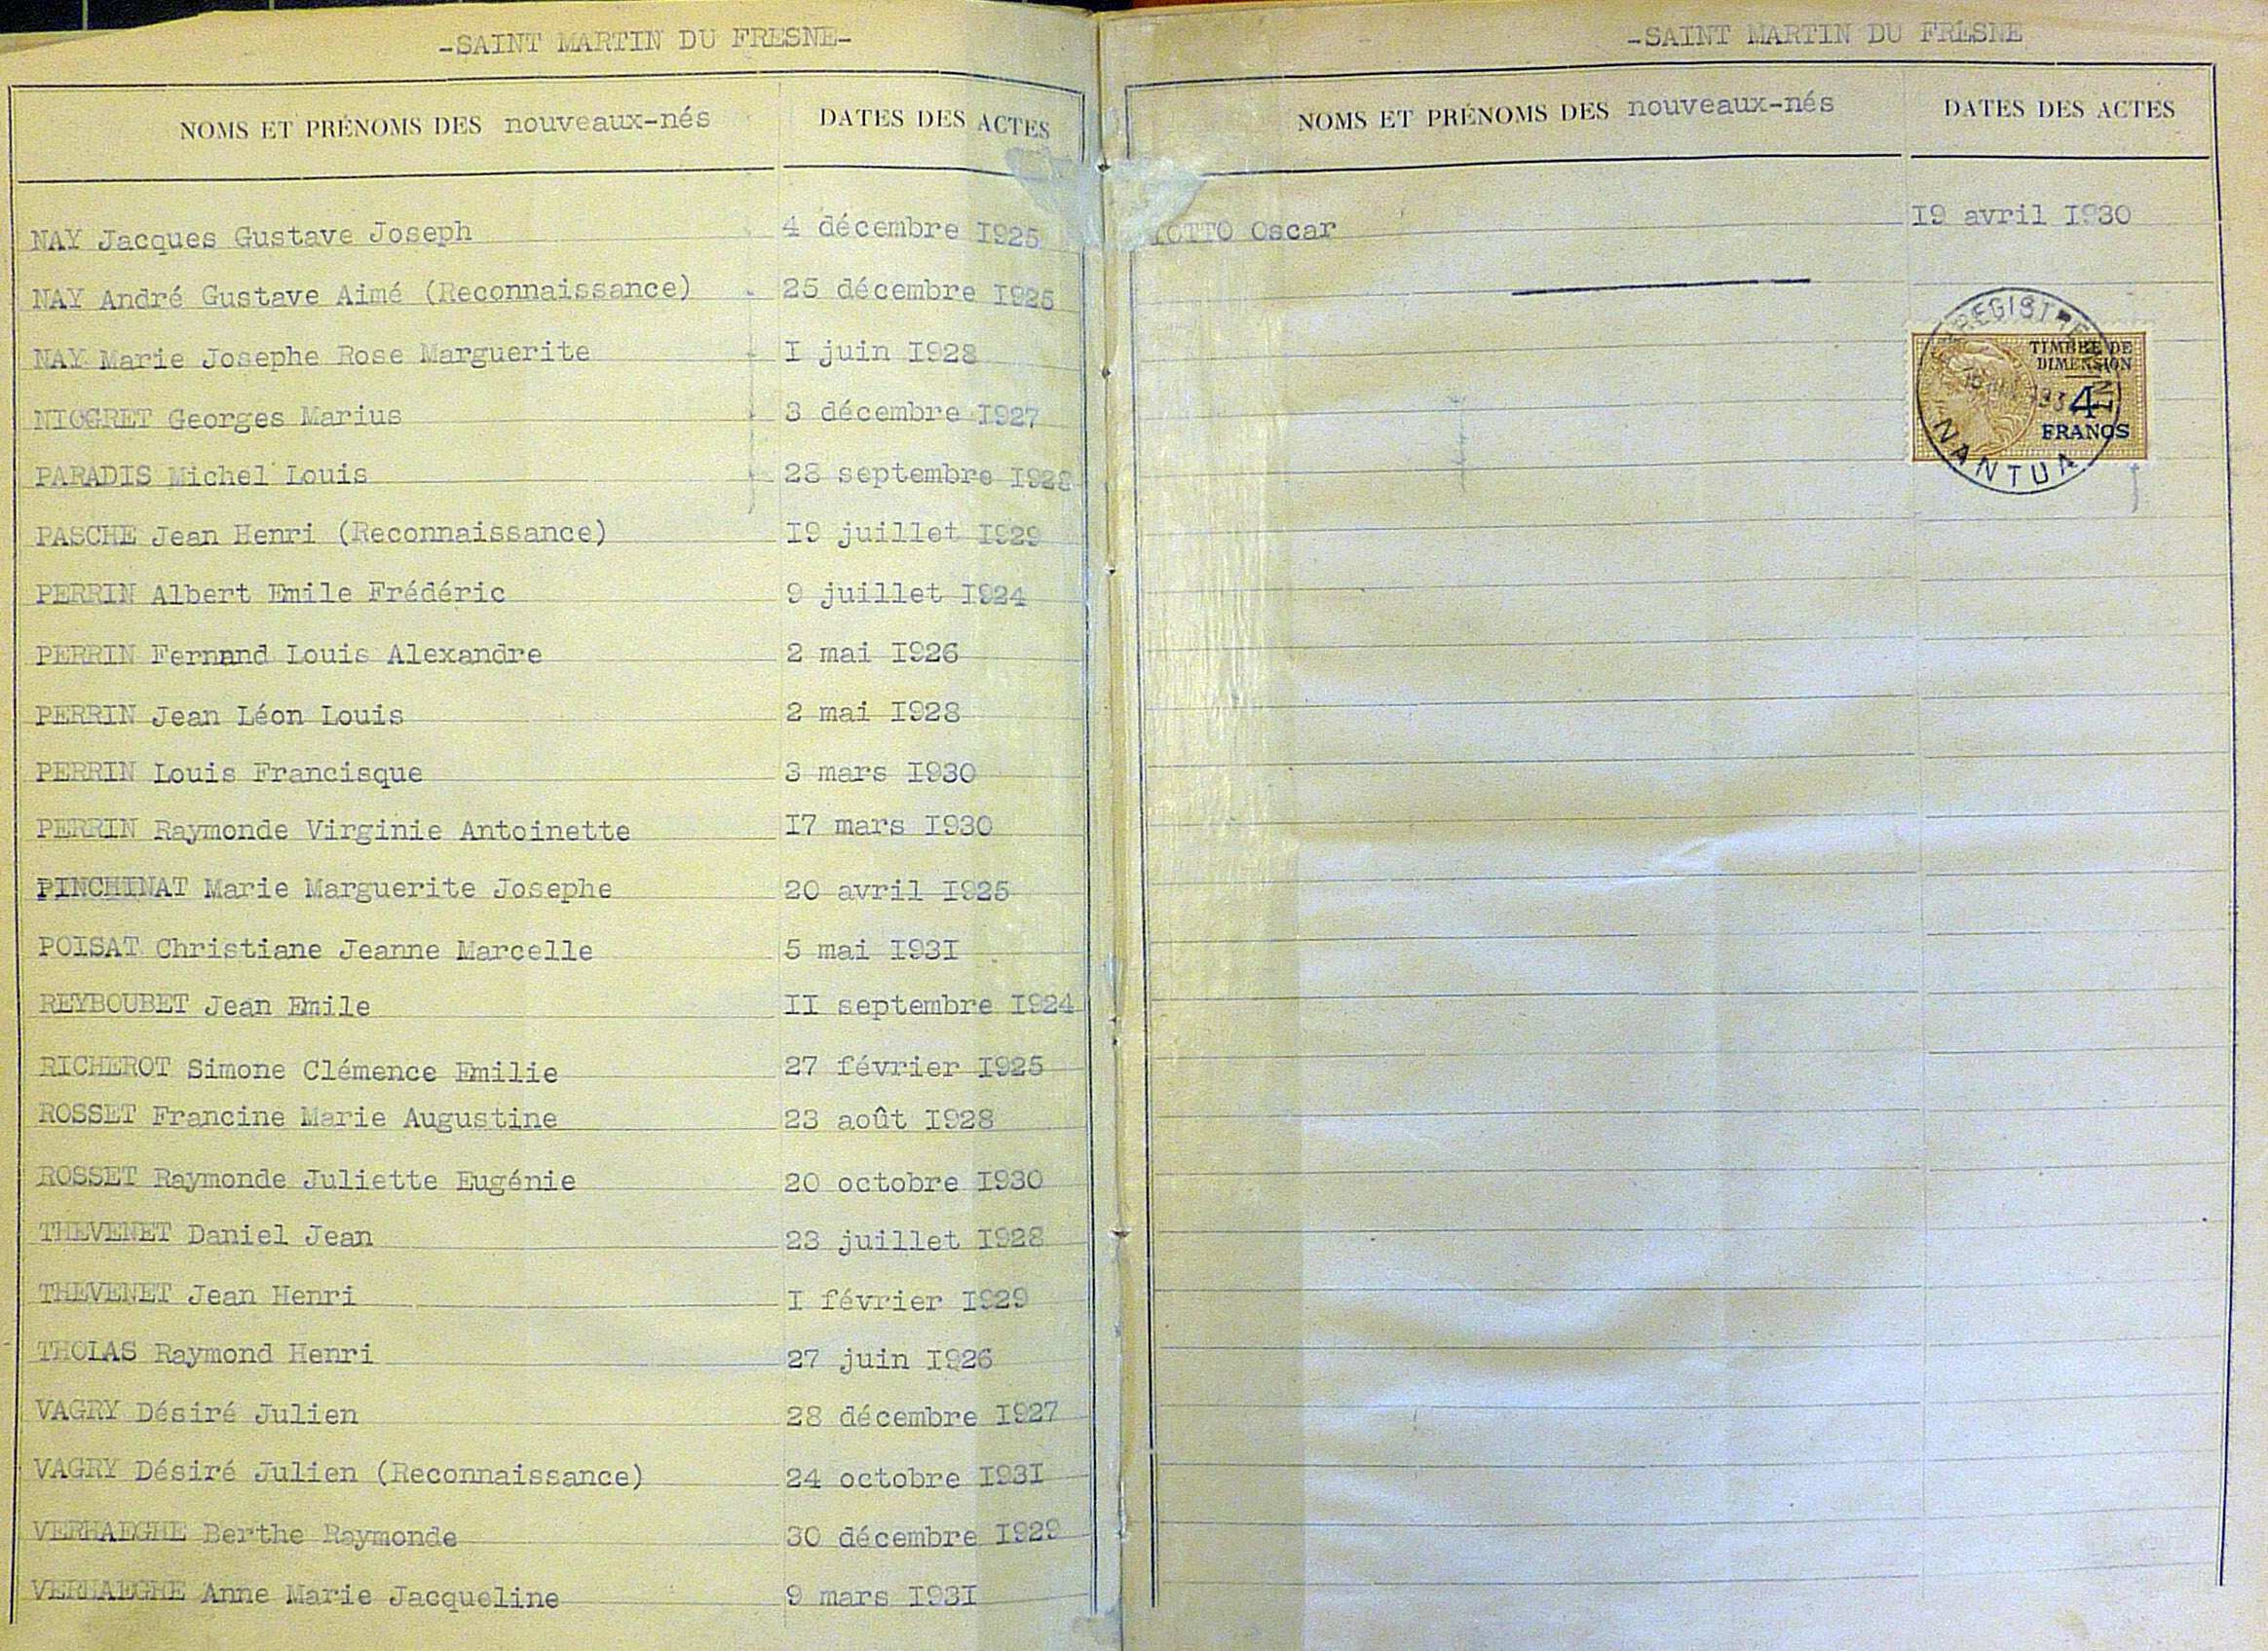 -SAINT MARTIN DU FRESNE-
NOMS ET PRÉNOMS DES nouveaux-nés DATES DES ACTES
NAY Jacques Gustave Joseph 4 décembre I925
NAY André Gustave Aimé (Reconnaissance) 25 décembre I925
NAY Marie Josephe Rose Marguerite I juin I928
NIOGRET Georges Marius 3 décembre I927
PARADIS Michel Louis 28 septembre I928
PASCHE Jean Henri (Reconnaissance) I9 juillet I929
PERRIN Albert Emile Frédéric 9 juillet I924
PERRIN Fernand Louis Alexandre 2 mai I926
PERRIN Jean Léon Louis 2 mai I928
PERRIN Louis Francisque 3 mars I930
PERRIN Raymonde Virginie Antoinette I7 mars I930
PINCHINAT Marie Marguerite Josephe 20 avril I925
POISAT Christiane Jeanne Marcelle 5 mai I93I
REYBOUBET Jean Emile II septembre I924
RICHEROT Simone Clémence Emilie 27 février I925
ROSSET Francine Marie Augustine 23 août I928
ROSSET Raymonde Juliette Eugénie 20 octobre I930
THEVENET Daniel Jean 23 juillet I928
THEVENET Jean Henri I février I929
THOIAS Raymond Henri 27 juin I926
VAGRY Désiré Julien 28 décembre I927
VAGRY Désiré Julien (Reconnaissance) 24 octobre I93I
VERHAEGHE Berthe Raymonde 30 décembre I929
VERHAEGHE Anne Marie Jacqueline 9 mars I93I
-SAINT MARTIN DU FRESNE
NOMS ET PRÉNOMS DES nouveaux-nés DATES DES ACTES
Oscar I9 avril I930
TIMBRE DE
DIMENSION
4
FRANCS
NANTUA